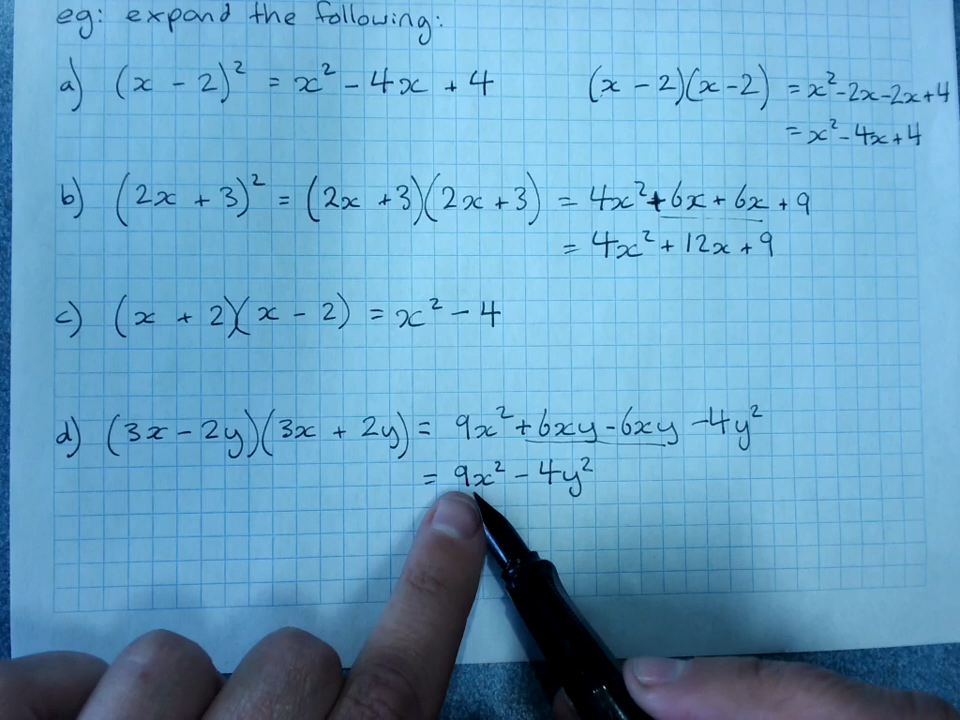 eg: expand the following:
a) (x - 2)² = x² - 4x + 4 (x - 2)(x - 2) = x² - 2x - 2x + 4
= x² - 4x + 4
b) (2x + 3)² = (2x + 3)(2x + 3) = 4x² + 6x + 6x + 9
= 4x² + 12x + 9
c) (x + 2)(x - 2) = x² - 4
d) (3x - 2y)(3x + 2y) = 9x² + 6xy - 6xy - 4y²
= 9x² - 4y²